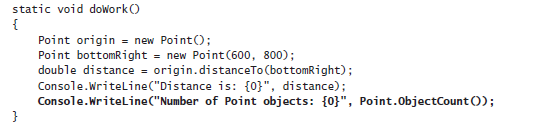 static void doWork()
{
    Point origin = new Point();
    Point bottomRight = new Point(600, 800);
    double distance = origin.distanceTo(bottomRight);
    Console.WriteLine("Distance is: {0}", distance);
    Console.WriteLine("Number of Point objects: {0}", Point.ObjectCount());
}